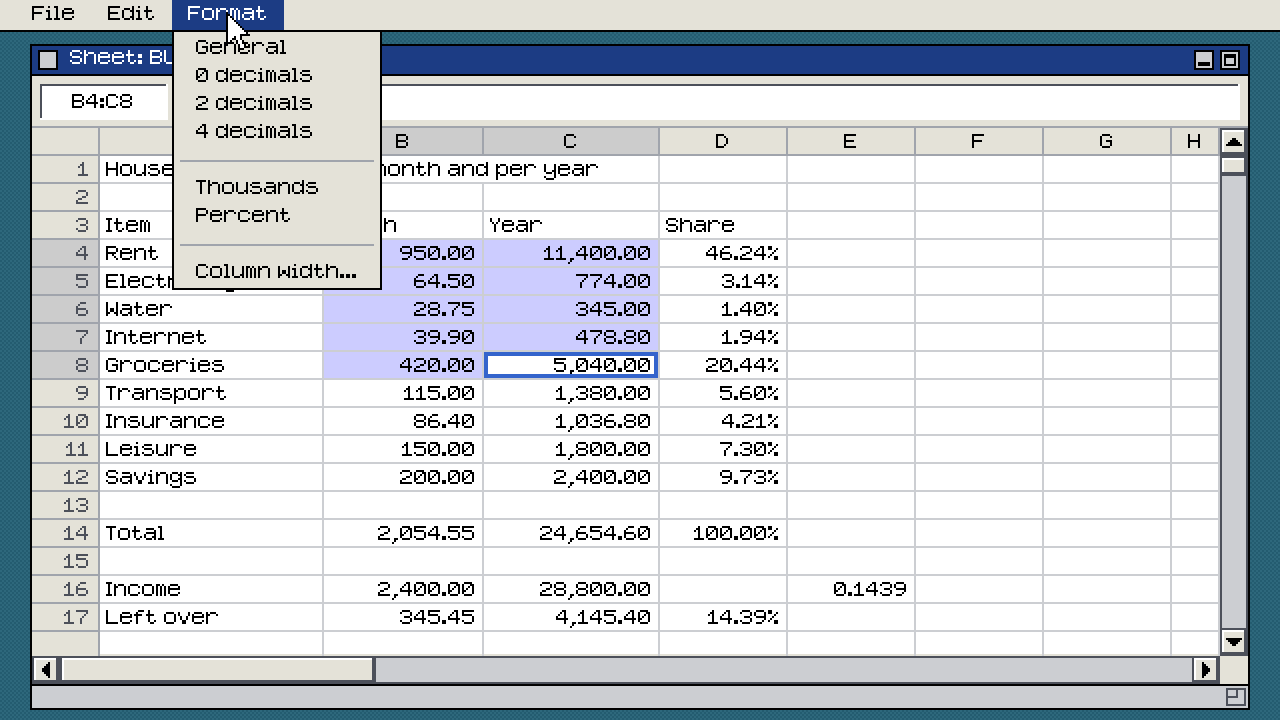 File Edit Format
General
0 decimals
2 decimals
4 decimals
Thousands
Percent
Column width...
Sheet: BU
B4:C8
B C D E F G H
1 House month and per year
2
3 Item h Year Share
4 Rent 950.00 11,400.00 46.24%
5 Electr 64.50 774.00 3.14%
6 Water 28.75 345.00 1.40%
7 Internet 39.90 478.80 1.94%
8 Groceries 420.00 5,040.00 20.44%
9 Transport 115.00 1,380.00 5.60%
10 Insurance 86.40 1,036.80 4.21%
11 Leisure 150.00 1,800.00 7.30%
12 Savings 200.00 2,400.00 9.73%
13
14 Total 2,054.55 24,654.60 100.00%
15
16 Income 2,400.00 28,800.00 0.1439
17 Left over 345.45 4,145.40 14.39%